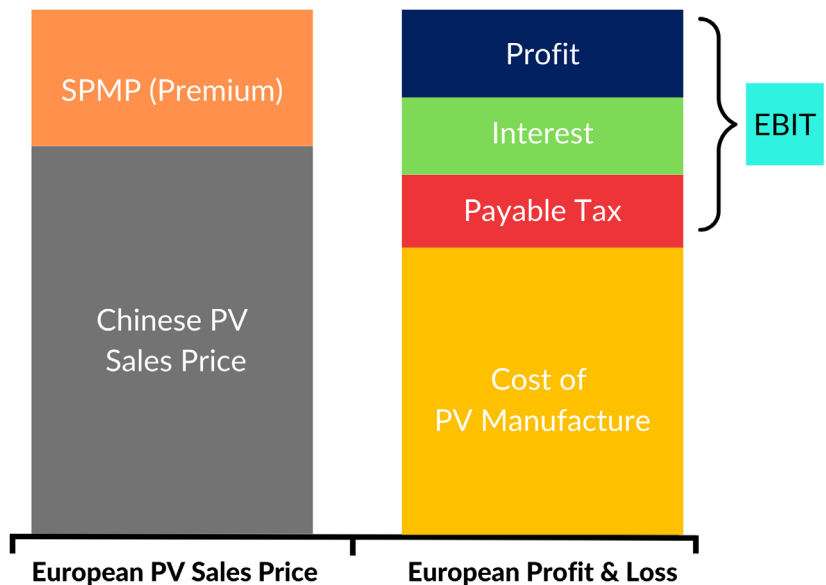 SPMP (Premium)
Chinese PV
Sales Price
Profit
Interest
Payable Tax
Cost of
PV Manufacture
EBIT
European PV Sales Price
European Profit & Loss